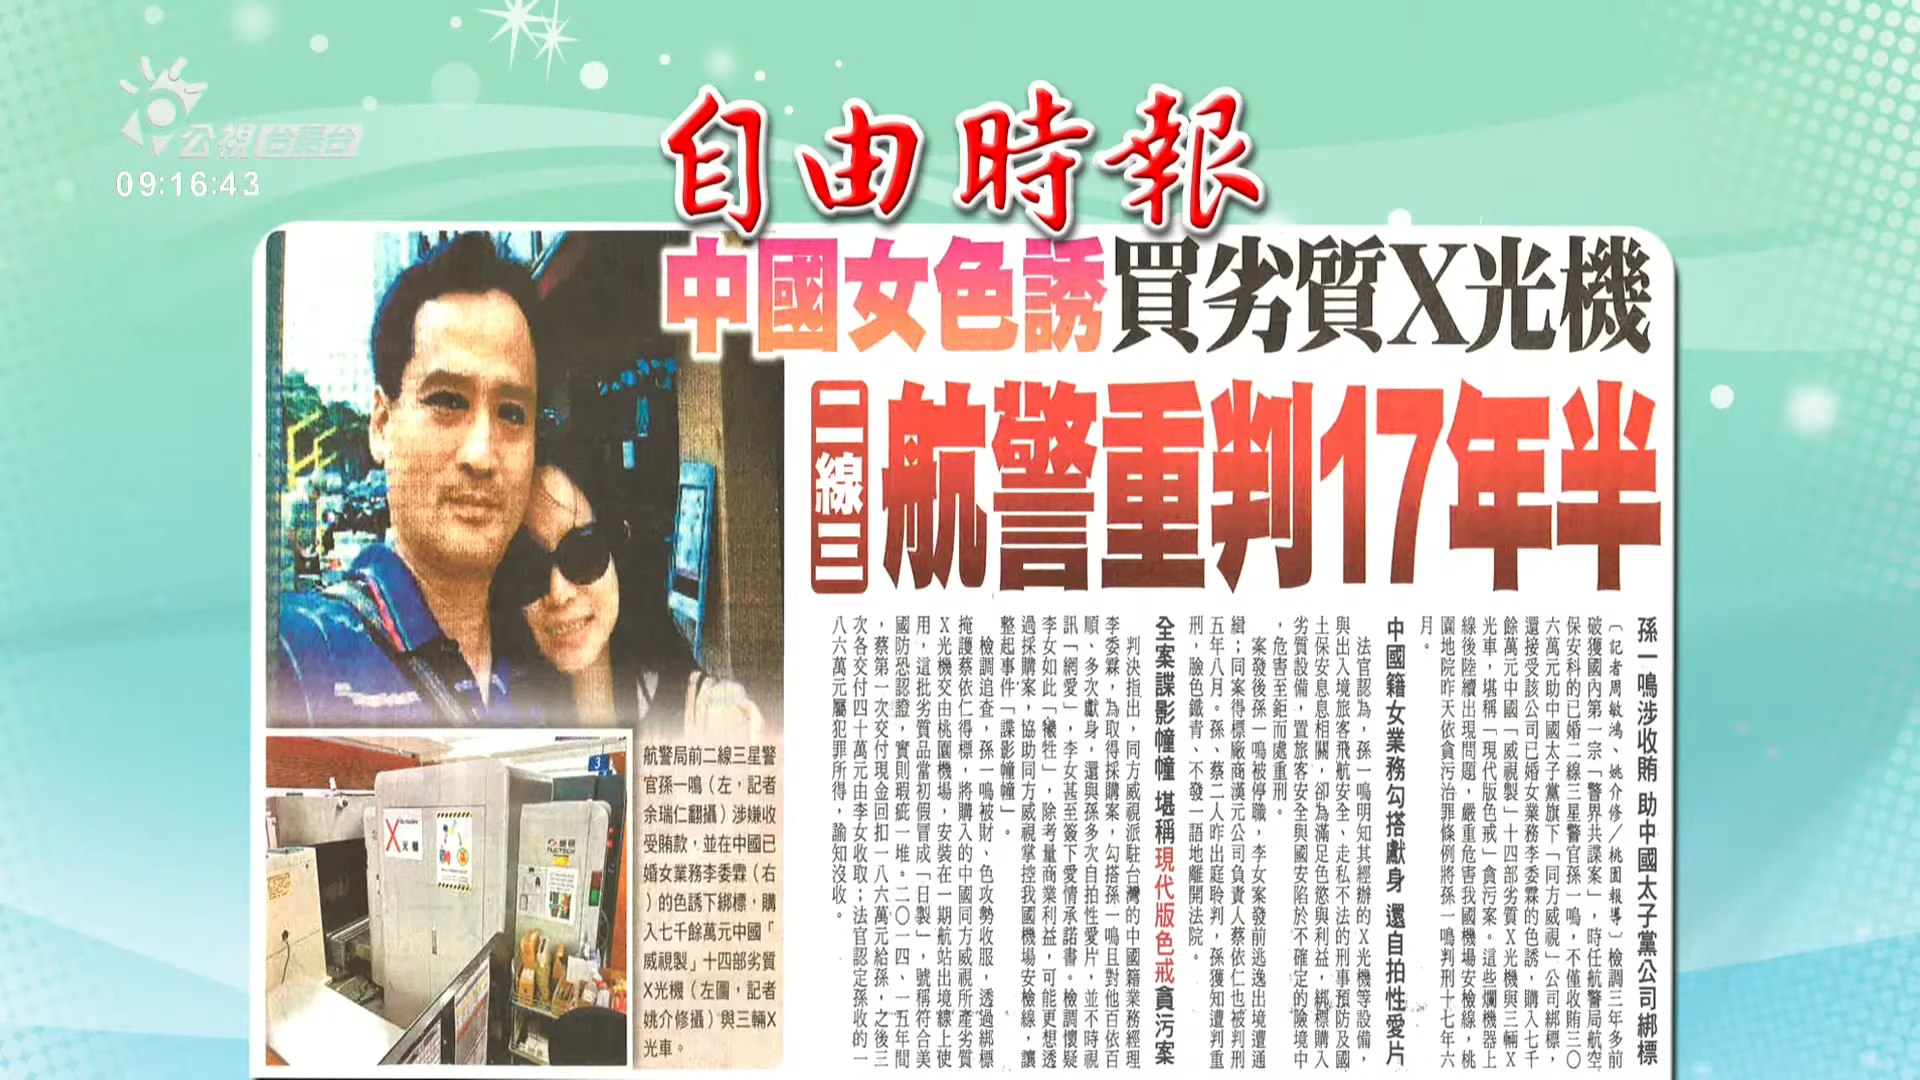 公視台語台
09:16:43
自由時報
中國女色誘買劣質X光機
二線三
航警重判17年半
孫一鳴涉收賄 助中國太子黨公司綁標
〔記者周敏鴻、姚介修/桃園報導〕檢調三年多前
破獲國內第一宗「警界共諜案」,時任航警局航空
保安科的已婚二線三星警官孫一鳴,不僅收賄三〇
六萬元助中國太子黨旗下「同方威視」公司綁標,
還接受該公司已婚女業務李委霖的色誘,購入七千
餘萬元中國「威視製」十四部劣質X光機與三輛X
光車,堪稱「現代版色戒」貪污案。這些爛機器上
線後陸續出現問題,嚴重危害我國機場安檢線,桃
園地院昨天依貪污治罪條例將孫一鳴判刑十七年六
月。
中國籍女業務勾搭獻身 還自拍性愛片
法官認為,孫一鳴明知其經辦的X光機等設備,
與出入境旅客飛航安全、走私不法的刑事預防及國
土保安息息相關,卻為滿足色慾與利益,綁標購入
劣質設備,置旅客安全與國安陷於不確定的險境中
,危害至鉅而處重刑。
案發後孫一鳴被停職,李女案發前逃逸出境遭通
緝;同案得標廠商漢元公司負責人蔡依仁也被判刑
五年八月。孫、蔡二人昨出庭聆判,孫獲知遭判重
刑,臉色鐵青、不發一語地離開法院。
全案諜影幢幢 堪稱現代版色戒貪污案
判決指出,同方威視派駐台灣的中國籍業務經理
李委霖,為取得採購案,勾搭孫一鳴且對他百依百
順、多次獻身,還與孫多次自拍性愛片,並不時視
訊「網愛」,李女甚至簽下愛情承諾書。檢調懷疑
李女如此「犧牲」,除考量商業利益,可能更想透
過採購案,協助同方威視掌控我國機場安檢線,讓
整起事件「諜影幢幢」。
檢調追查,孫一鳴被財、色攻勢收服,透過綁標
掩護蔡依仁得標,將購入的中國同方威視所產劣質
X光機交由桃園機場,安裝在一期航站出境線上使
用,這批劣質品當初假冒成「日製」,號稱符合美
國防恐認證,實則瑕疵一堆。二〇一四、一五年間
,蔡第一次交付現金回扣一八六萬元給孫,之後三
次各交付四十萬元由李女收取;法官認定孫收的一
八六萬元屬犯罪所得,諭知沒收。
航警局前二線三星警
官孫一鳴(左,記者
余瑞仁翻攝)涉嫌收
受賄款,並在中國已
婚女業務李委霖(右
)的色誘下綁標,購
入七千餘萬元中國「
威視製」十四部劣質
X光機(左圖,記者
姚介修攝)與三輛X
光車。
X光機
NUCTECH
3